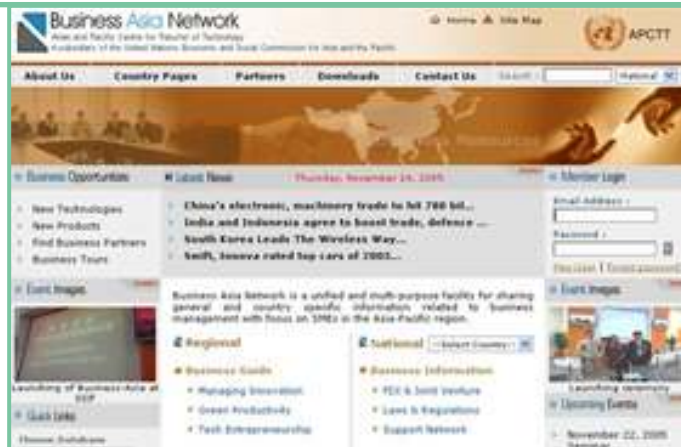 Business Asia Network
Asian and Pacific Centre for Transfer of Technology
Home Site Map
APCTT
About Us Country Pages Partners Downloads Contact Us Search : National
Resources
Business Opportunities
New Technologies
New Products
Find Business Partners
Business Tours
Latest News Thursday, November 24, 2005
China's electronic, machinery trade to hit 780 bil...
India and Indonesia agree to boost trade, defence ...
South Korea Leads The Wireless Way...
Swift, Innova rated top cars of 2005...
Member Login
Email Address :
Password :
New User | Forgot password
Event Images
Launching of Business-Asia at
Quick Links
Business Asia Network is a unified and multi-purpose facility for sharing
general and country specific information related to business
management with focus on SMEs in the Asia-Pacific region.
Regional
Business Guide
Managing Innovation
Green Productivity
Tech Entrepreneurship
National --Select Country--
Business Information
FDI & Joint Venture
Laws & Regulations
Support Network
Event Images
Launching ceremony
Upcoming Events
November 22, 2005
Seminar